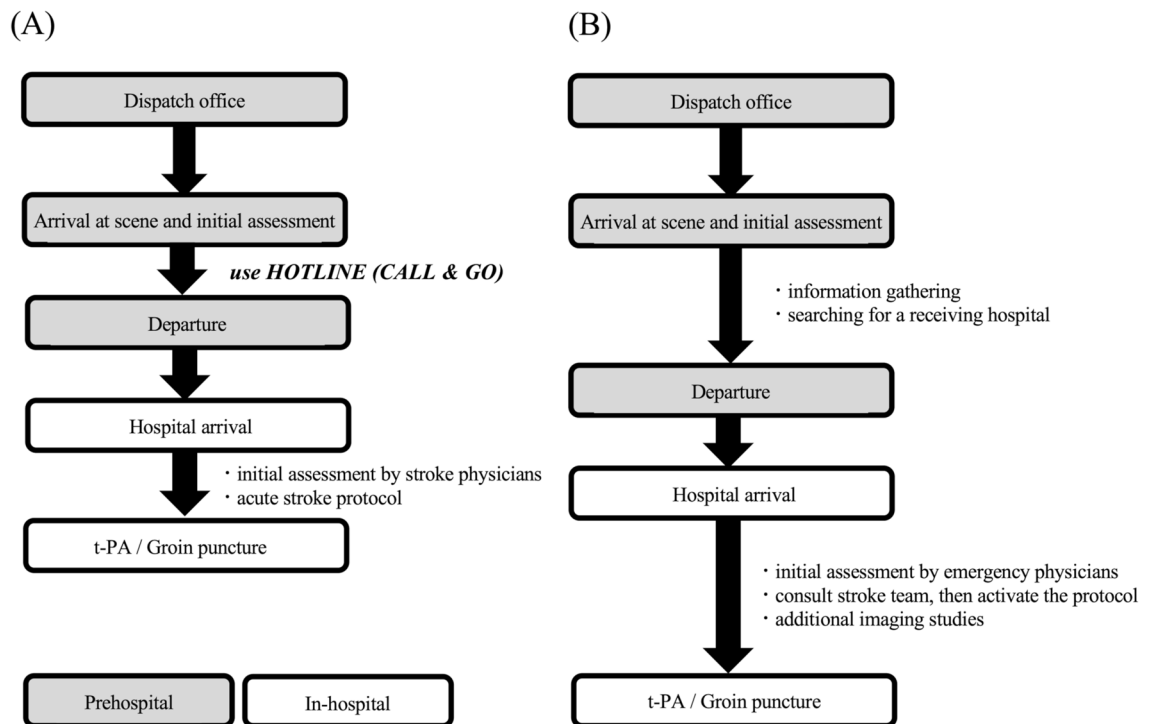 (A)
Dispatch office
Arrival at scene and initial assessment
use HOTLINE (CALL & GO)
Departure
Hospital arrival
・initial assessment by stroke physicians
・acute stroke protocol
t-PA / Groin puncture
Prehospital
In-hospital
(B)
Dispatch office
Arrival at scene and initial assessment
・information gathering
・searching for a receiving hospital
Departure
Hospital arrival
・initial assessment by emergency physicians
・consult stroke team, then activate the protocol
・additional imaging studies
t-PA / Groin puncture